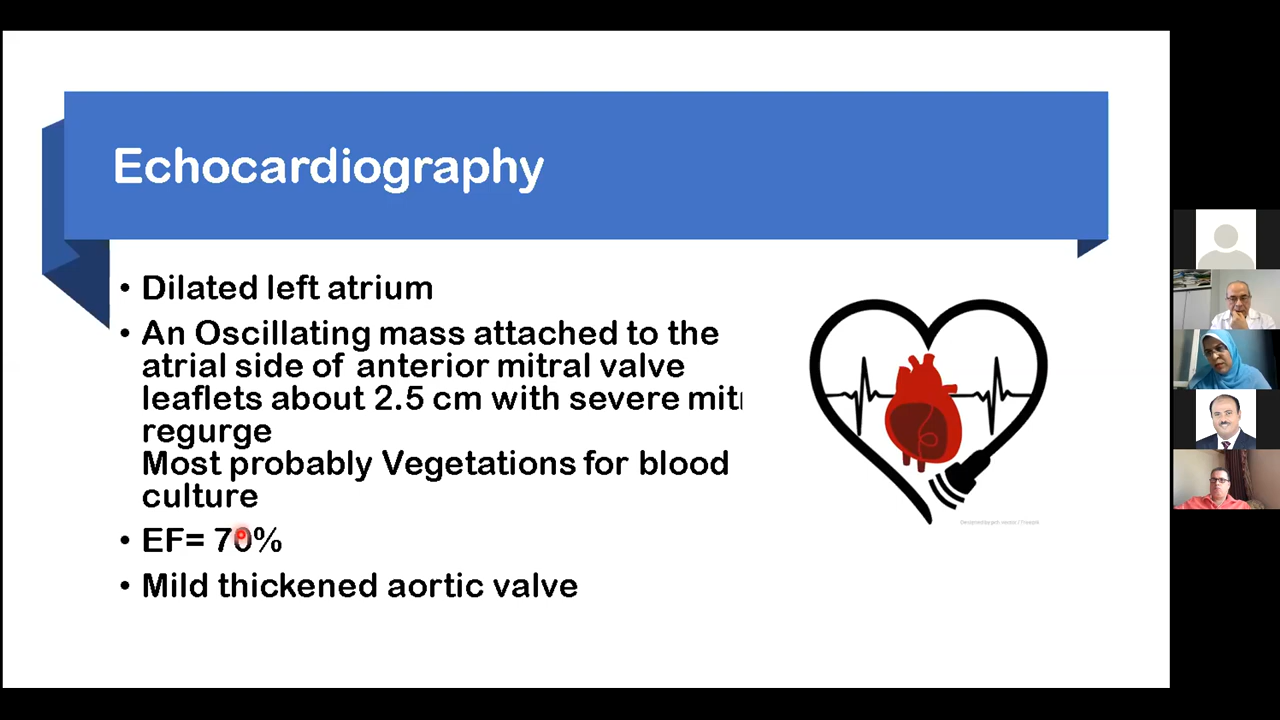 Echocardiography
• Dilated left atrium
• An Oscillating mass attached to the
atrial side of anterior mitral valve
leaflets about 2.5 cm with severe mit
regurge
Most probably Vegetations for blood
culture
• EF= 70%
• Mild thickened aortic valve